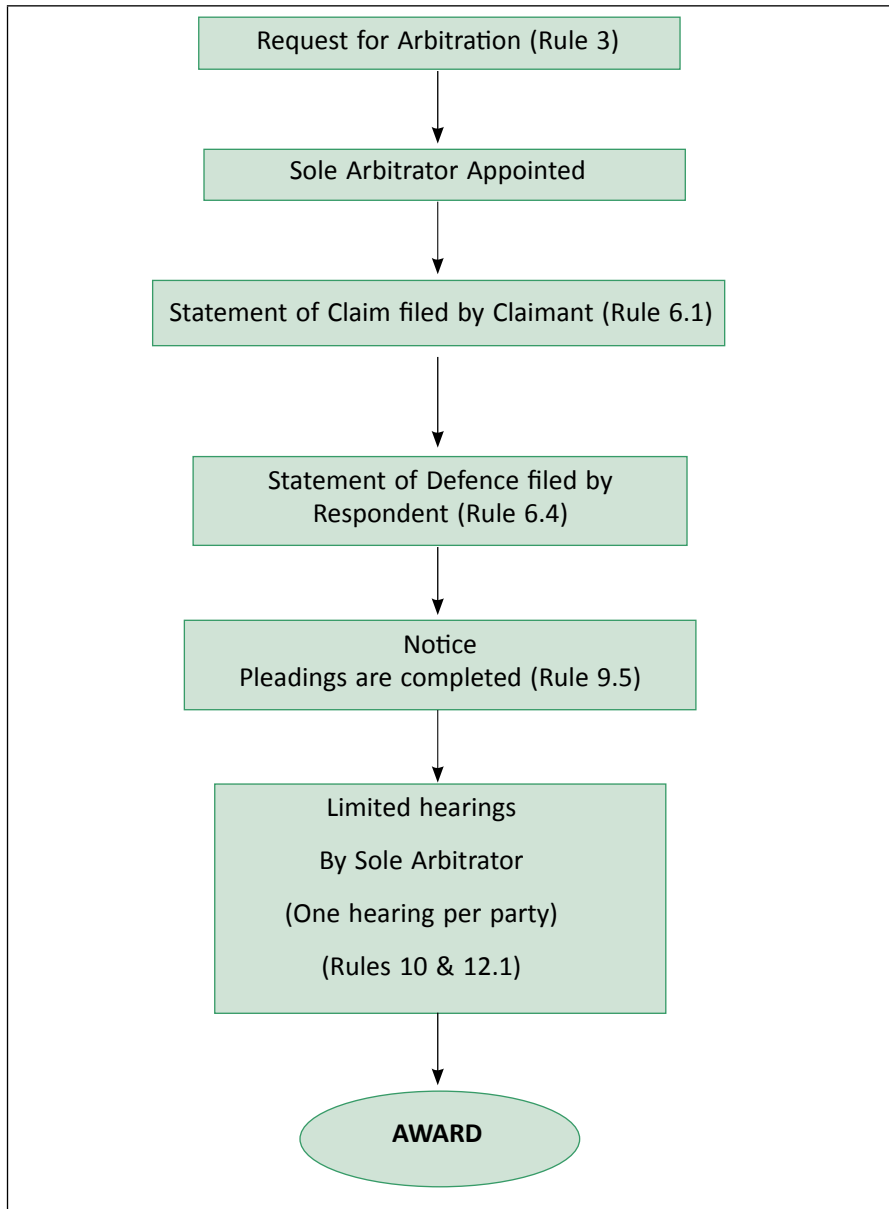 Request for Arbitration (Rule 3)
Sole Arbitrator Appointed
Statement of Claim filed by Claimant (Rule 6.1)
Statement of Defence filed by
Respondent (Rule 6.4)
Notice
Pleadings are completed (Rule 9.5)
Limited hearings
By Sole Arbitrator
(One hearing per party)
(Rules 10 & 12.1)
AWARD